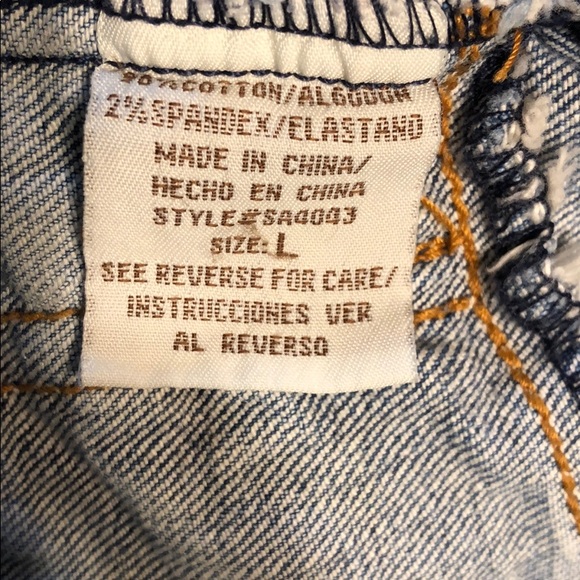 98%COTTON/ALGODON
2%SPANDEX/ELASTANO
MADE IN CHINA/
HECHO EN CHINA
STYLE#SA4043
SIZE: L
SEE REVERSE FOR CARE/
INSTRUCCIONES VER
AL REVERSO